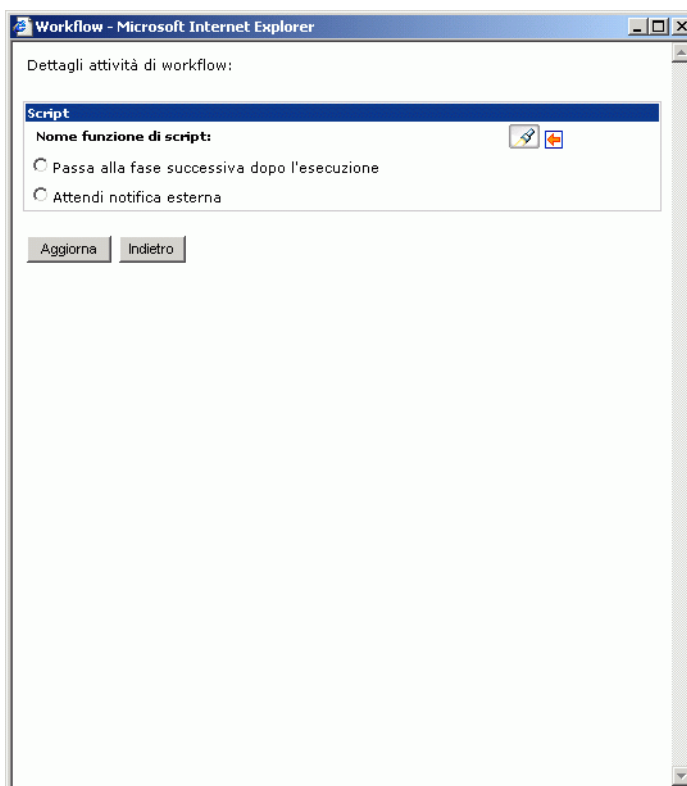 Workflow - Microsoft Internet Explorer
Dettagli attività di workflow:
Script
Nome funzione di script:
Passa alla fase successiva dopo l'esecuzione
Attendi notifica esterna
Aggiorna Indietro